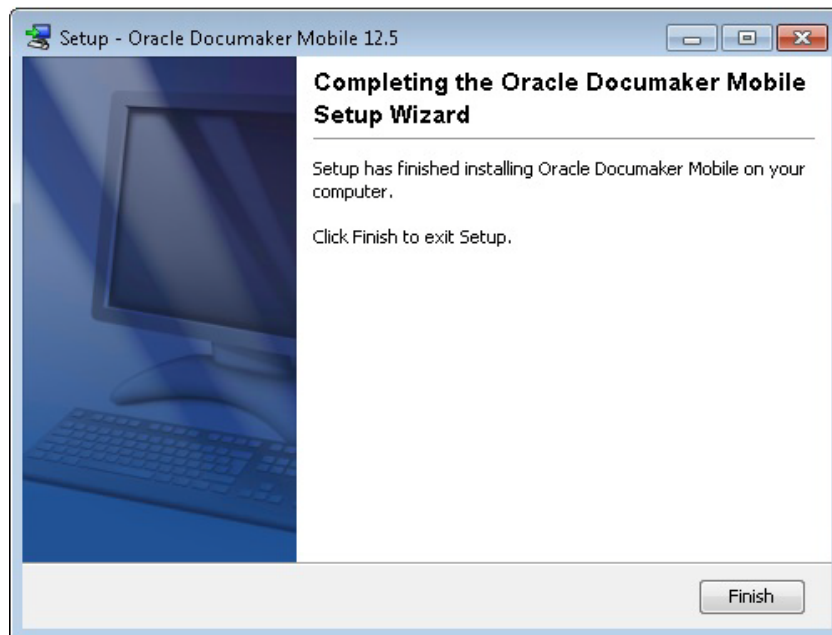 Setup - Oracle Documaker Mobile 12.5
Completing the Oracle Documaker Mobile
Setup Wizard
Setup has finished installing Oracle Documaker Mobile on your
computer.
Click Finish to exit Setup.
Finish